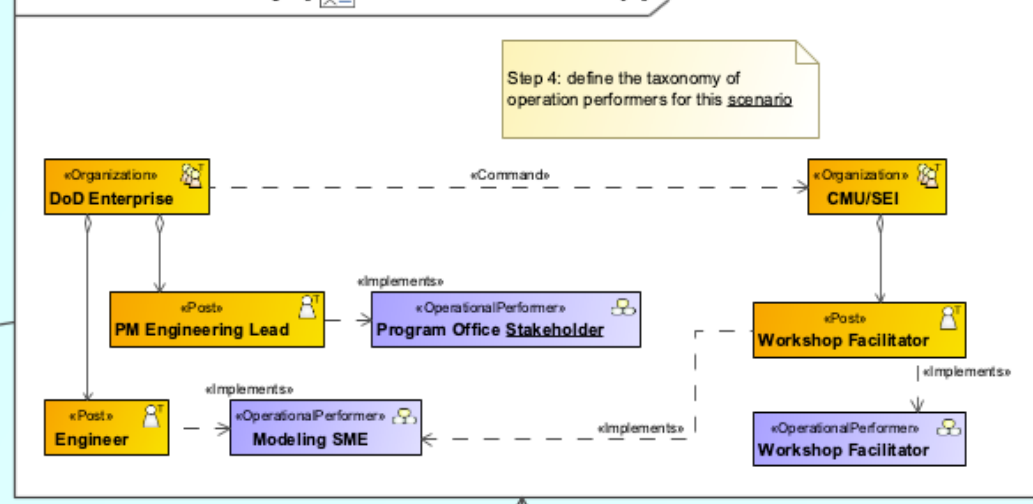 Step 4: define the taxonomy of
operation performers for this scenario
«Organization»
DoD Enterprise
«Command»
«Organization»
CMU/SEI
«Implements»
«Post»
PM Engineering Lead
«OperationalPerformer»
Program Office Stakeholder
«Post»
Workshop Facilitator
«Implements»
«Implements»
«Post»
Engineer
«OperationalPerformer»
Modeling SME
«Implements»
«OperationalPerformer»
Workshop Facilitator